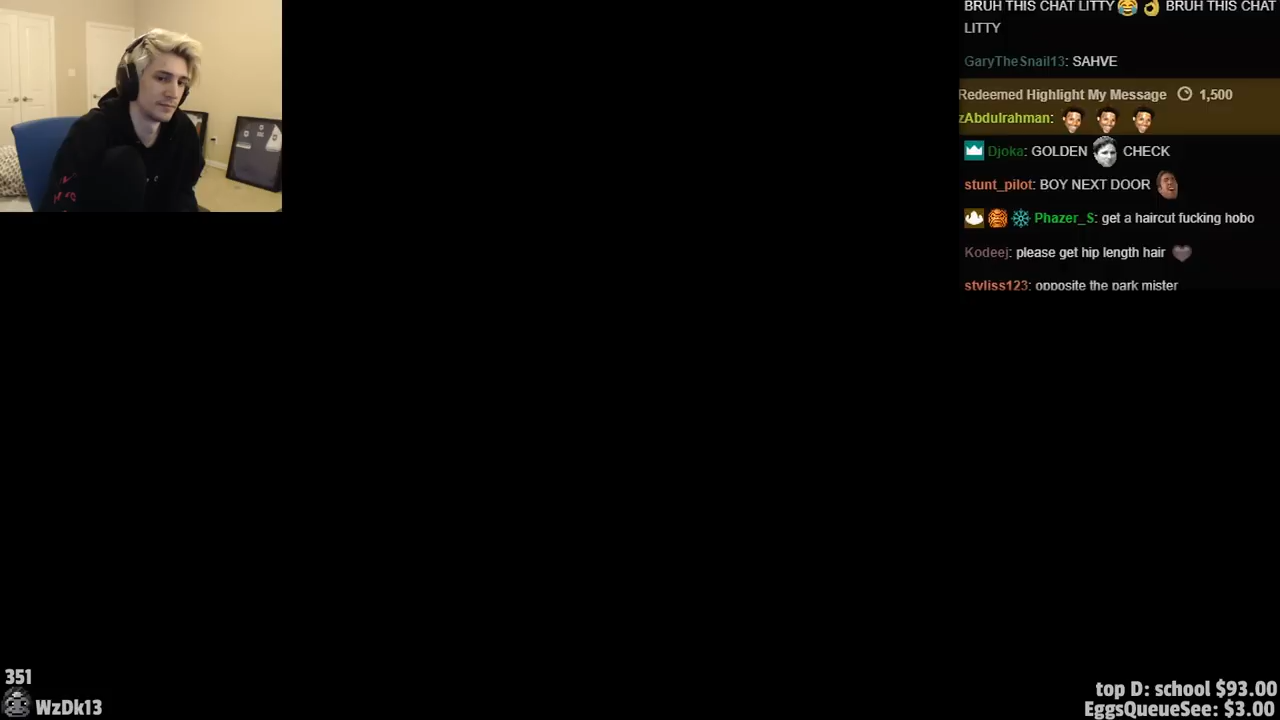 BRUH THIS CHAT LITTY😂 👌 BRUH THIS CHAT
LITTY
GaryTheSnail13: SAHVE
Redeemed Highlight My Message 1,500
zAbdulrahman:
Djoka: GOLDEN CHECK
stunt_pilot: BOY NEXT DOOR
Phazer_S: get a haircut fucking hobo
Kodeej: please get hip length hair
styliss123: opposite the park mister
351
WzDk13
top D: school $93.00
EggsQueueSee: $3.00